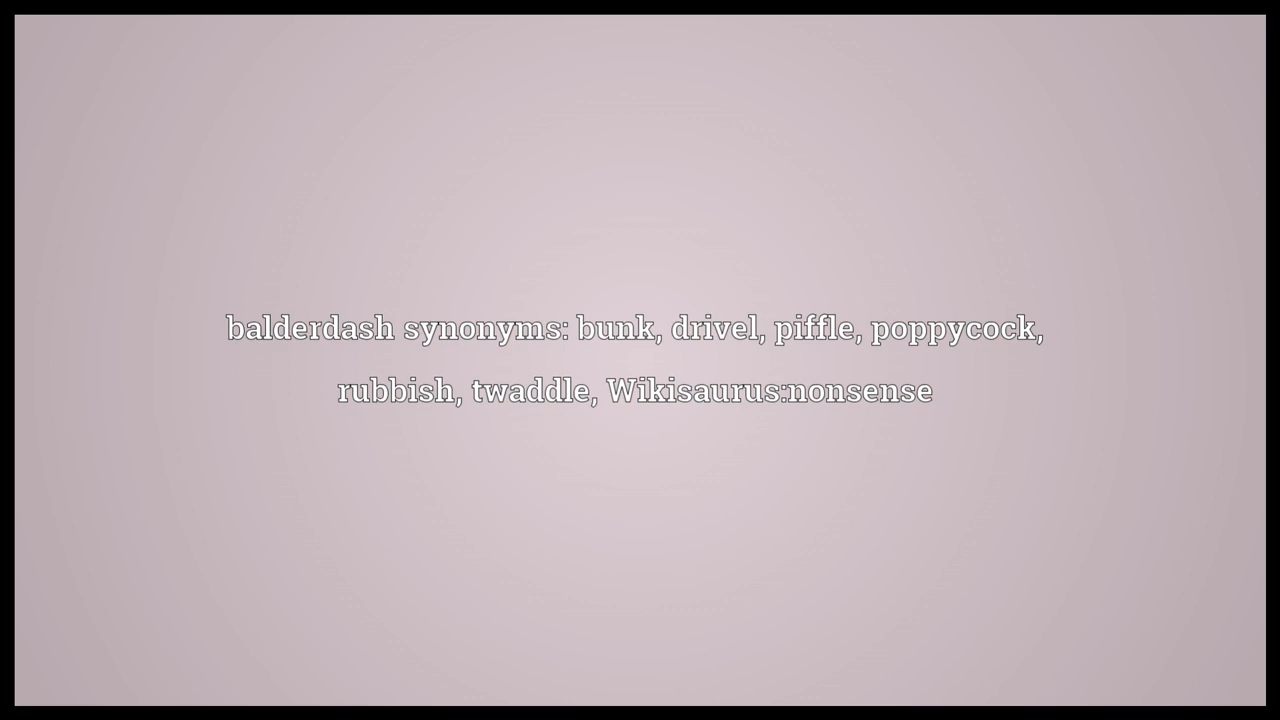 balderdash synonyms: bunk, drivel, piffle, poppycock,
rubbish, twaddle, Wikisaurus:nonsense